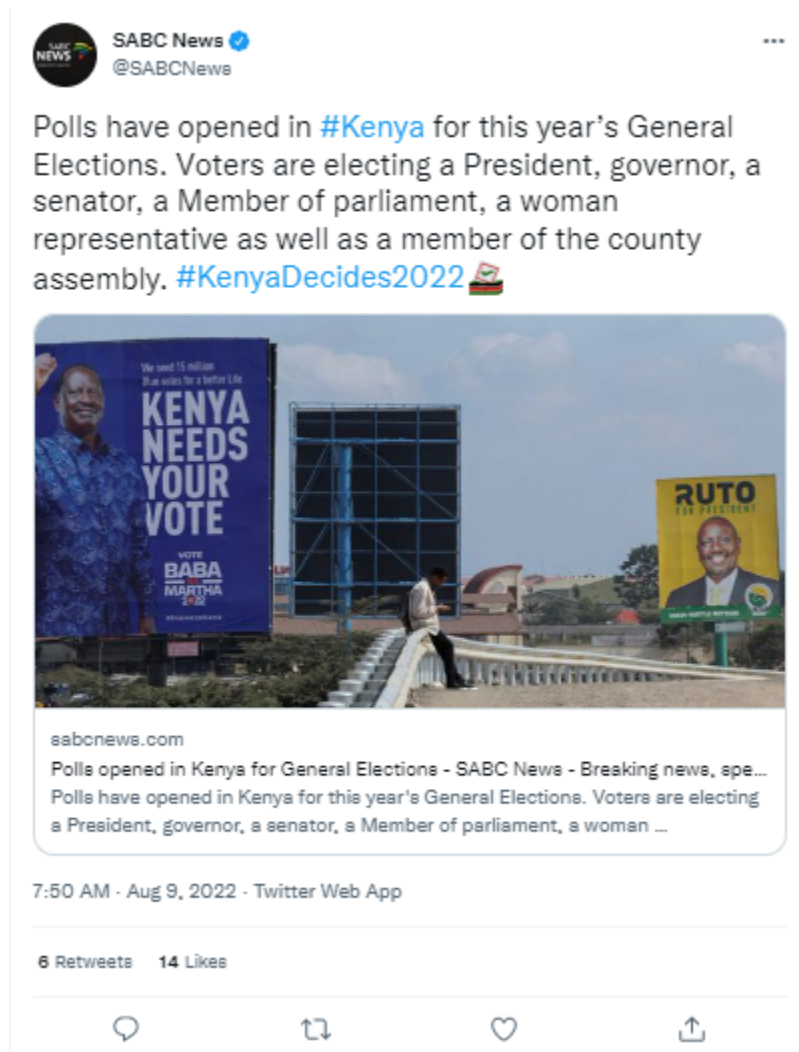 SABC
NEWS
SABC News
@SABCNews
Polls have opened in #Kenya for this year’s General
Elections. Voters are electing a President, governor, a
senator, a Member of parliament, a woman
representative as well as a member of the county
assembly. #KenyaDecides2022
We need 15 million
Blue votes for a better Life
KENYA
NEEDS
YOUR
VOTE
VOTE
BABA
MARTHA
2022
RUTO
FOR PRESIDENT
sabcnews.com
Polls opened in Kenya for General Elections - SABC News - Breaking news, spe...
Polls have opened in Kenya for this year's General Elections. Voters are electing
a President, governor, a senator, a Member of parliament, a woman ...
7:50 AM · Aug 9, 2022 · Twitter Web App
6 Retweets 14 Likes